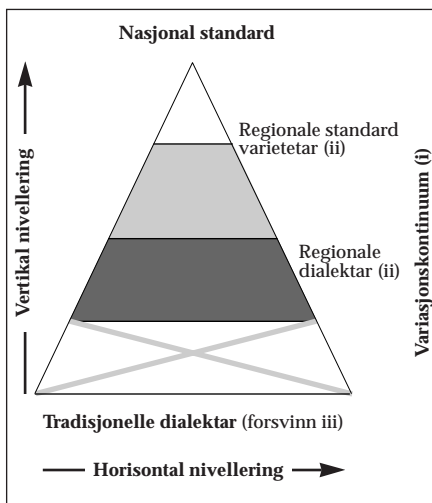 Nasjonal standard
Regionale standard
varietetar (ii)
Regionale
dialektar (ii)
Vertikal nivellering
Variasjonskontinuum (i)
Tradisjonelle dialektar (forsvinn iii)
Horisontal nivellering